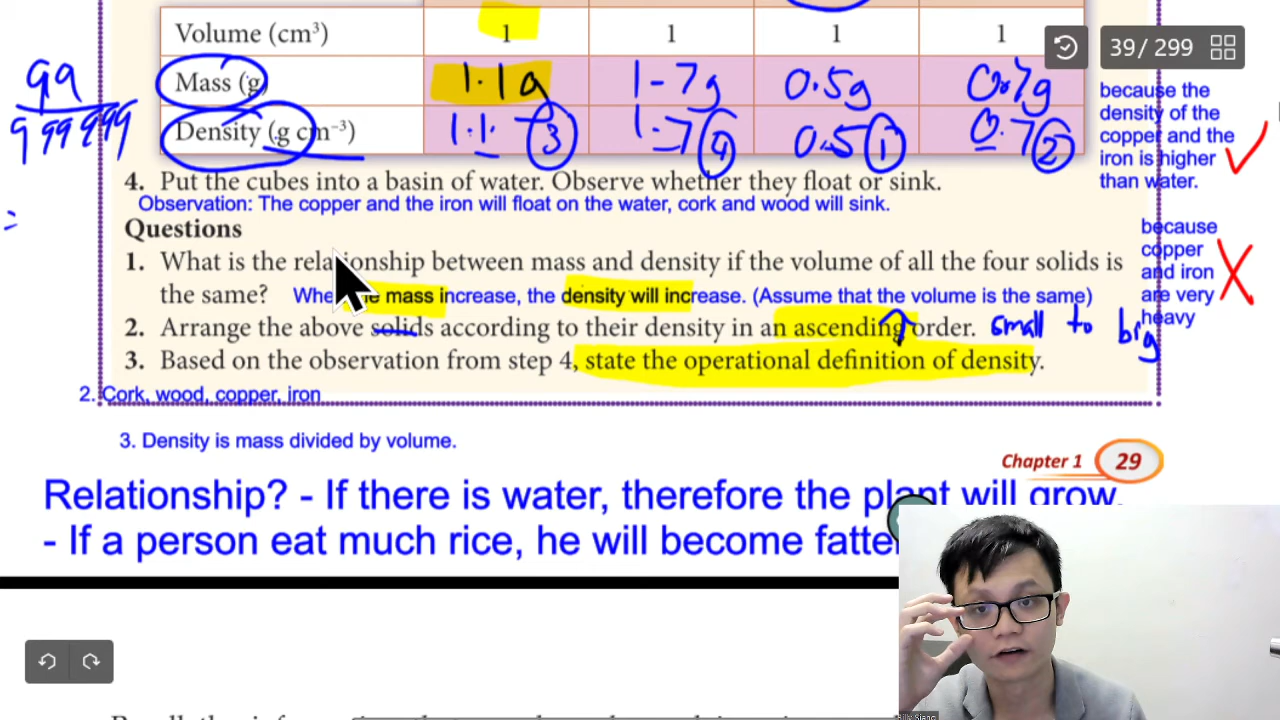 Volume (cm³) 1 1 1 1
39 / 299
Mass (g) 1.1g 1-7g 0.5g 0.7g
Density (g cm⁻³) 1.1 ③ 1-7 ④ 0.5 ① 0.7 ②
99
9 99 999
=
because the
density of the
copper and the
iron is higher
than water.
4. Put the cubes into a basin of water. Observe whether they float or sink.
Observation: The copper and the iron will float on the water, cork and wood will sink.
because
copper
and iron
are very
heavy
Questions
1. What is the relationship between mass and density if the volume of all the four solids is
the same? When the mass increase, the density will increase. (Assume that the volume is the same)
2. Arrange the above solids according to their density in an ascending order. small to big
3. Based on the observation from step 4, state the operational definition of density.
2. Cork, wood, copper, iron
3. Density is mass divided by volume.
Chapter 1 29
Relationship? - If there is water, therefore the plant will grow.
- If a person eat much rice, he will become fatter